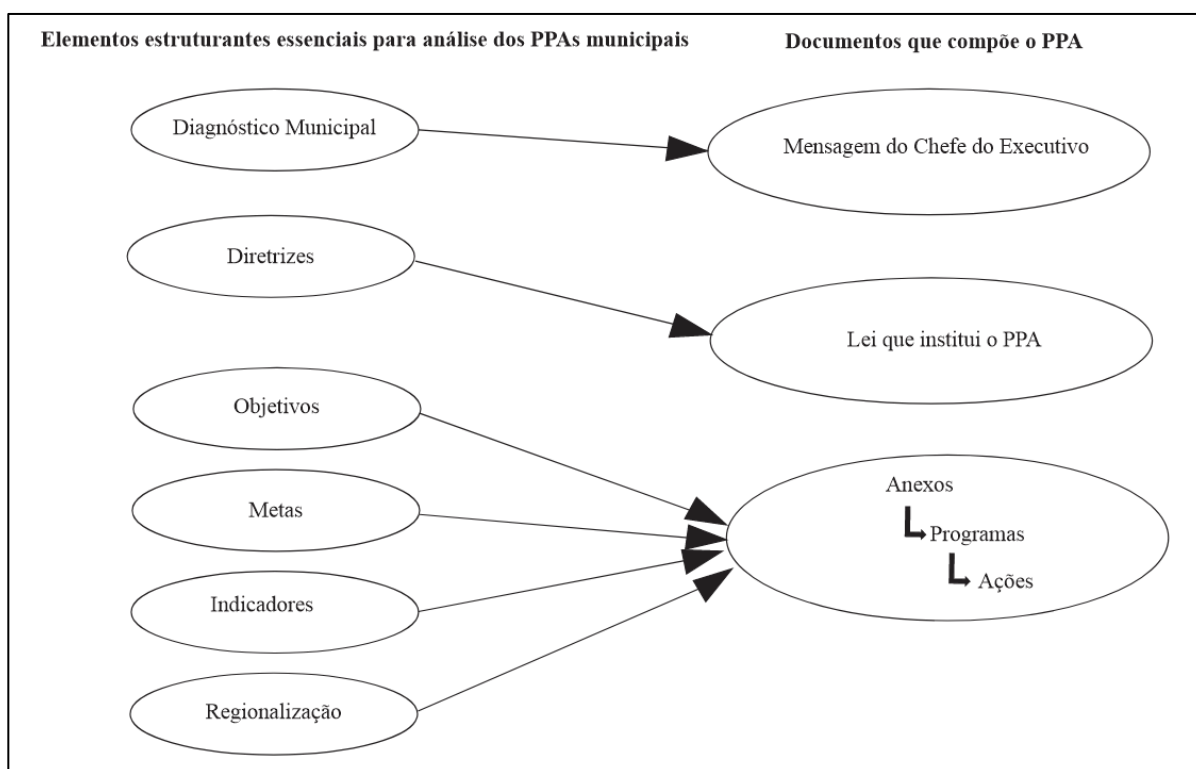 Elementos estruturantes essenciais para análise dos PPAs municipais
Documentos que compõe o PPA
Diagnóstico Municipal
Mensagem do Chefe do Executivo
Diretrizes
Lei que institui o PPA
Objetivos
Metas
Indicadores
Regionalização
Anexos
Programas
Ações